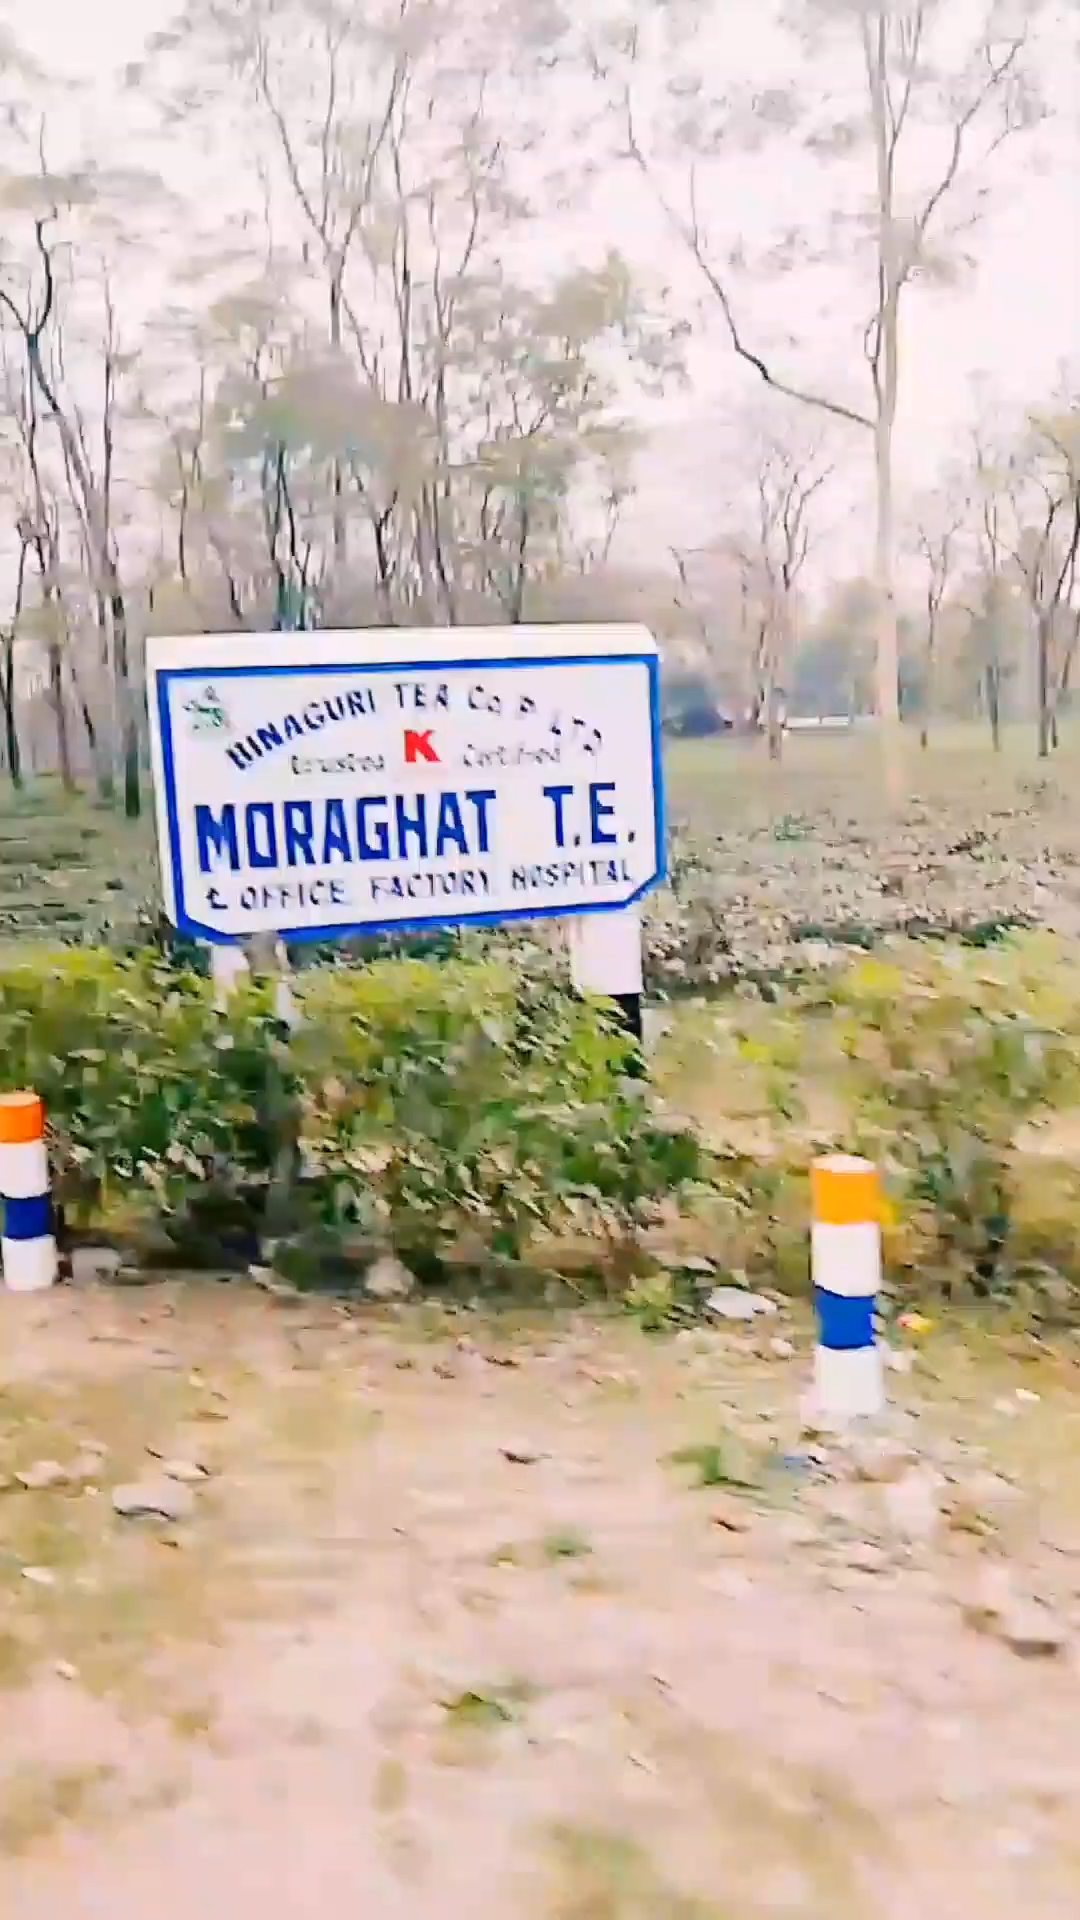 BINAGURI TEA Co P LTD
trustea K Certified
MORAGHAT T.E.
OFFICE, FACTORY, HOSPITAL